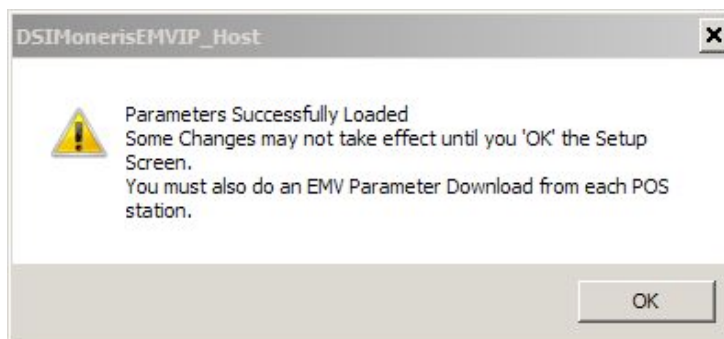 DSIMonerisEMVIP_Host
Parameters Successfully Loaded
Some Changes may not take effect until you 'OK' the Setup
Screen.
You must also do an EMV Parameter Download from each POS
station.
OK